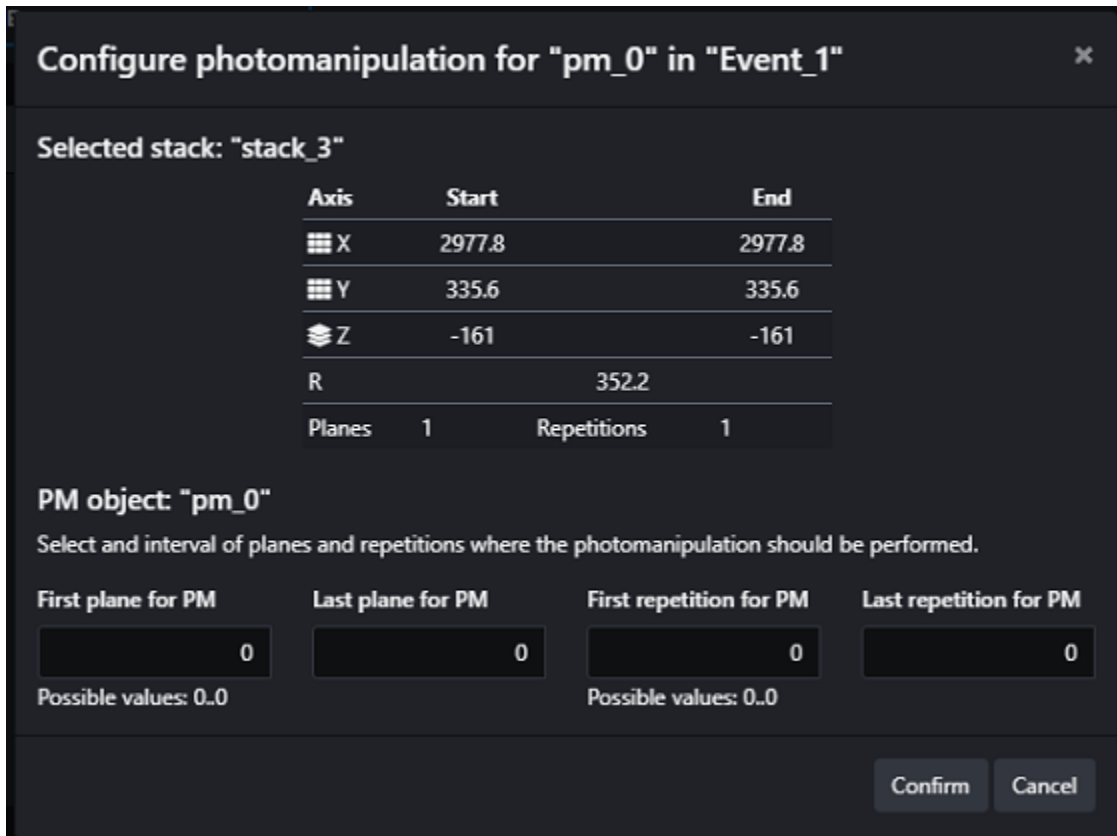 Configure photomanipulation for "pm_0" in "Event_1" ×
Selected stack: "stack_3"
Axis Start End
X 2977.8 2977.8
Y 335.6 335.6
Z -161 -161
R 352.2
Planes 1 Repetitions 1
PM object: "pm_0"
Select and interval of planes and repetitions where the photomanipulation should be performed.
First plane for PM Last plane for PM First repetition for PM Last repetition for PM
0 0 0 0
Possible values: 0..0 Possible values: 0..0
Confirm Cancel